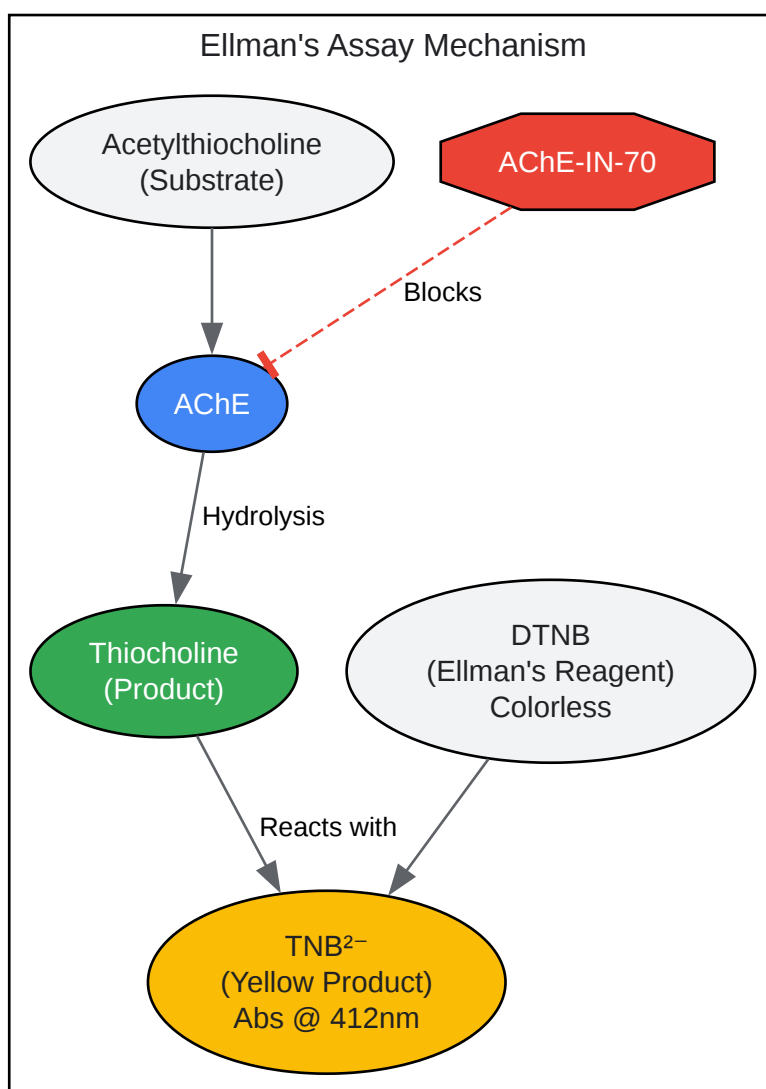 Ellman's Assay Mechanism
Acetylthiocholine
(Substrate)
AChE-IN-70
Blocks
AChE
Hydrolysis
Thiocholine
(Product)
DTNB
(Ellman's Reagent)
Colorless
Reacts with
TNB²⁻
(Yellow Product)
Abs @ 412nm